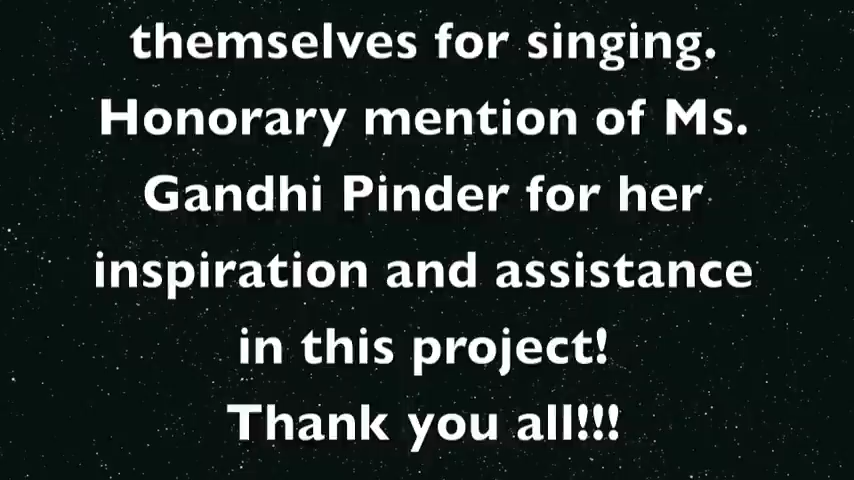 themselves for singing.
Honorary mention of Ms.
Gandhi Pinder for her
inspiration and assistance
in this project!
Thank you all!!!